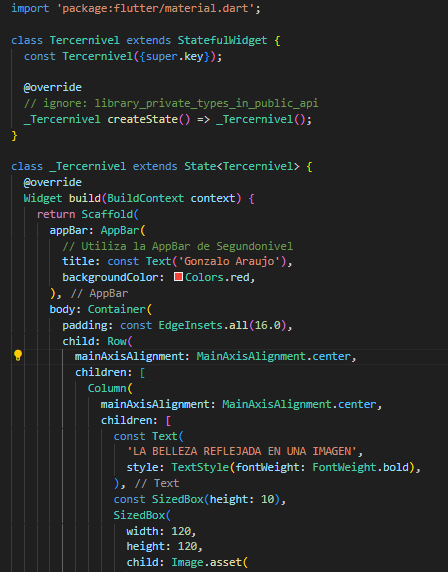 import 'package:flutter/material.dart';
class Tercernivel extends StatefulWidget {
const Tercernivel({super.key});
@override
// ignore: library_private_types_in_public_api
_Tercernivel createState() => _Tercernivel();
}
class _Tercernivel extends State<Tercernivel> {
@override
Widget build(BuildContext context) {
return Scaffold(
appBar: AppBar(
// Utiliza la AppBar de Segundonivel
title: const Text('Gonzalo Araujo'),
backgroundColor: Colors.red,
), // AppBar
body: Container(
padding: const EdgeInsets.all(16.0),
child: Row(
mainAxisAlignment: MainAxisAlignment.center,
children: [
Column(
mainAxisAlignment: MainAxisAlignment.center,
children: [
const Text(
'LA BELLEZA REFLEJADA EN UNA IMAGEN',
style: TextStyle(fontWeight: FontWeight.bold),
), // Text
const SizedBox(height: 10),
SizedBox(
width: 120,
height: 120,
child: Image.asset(